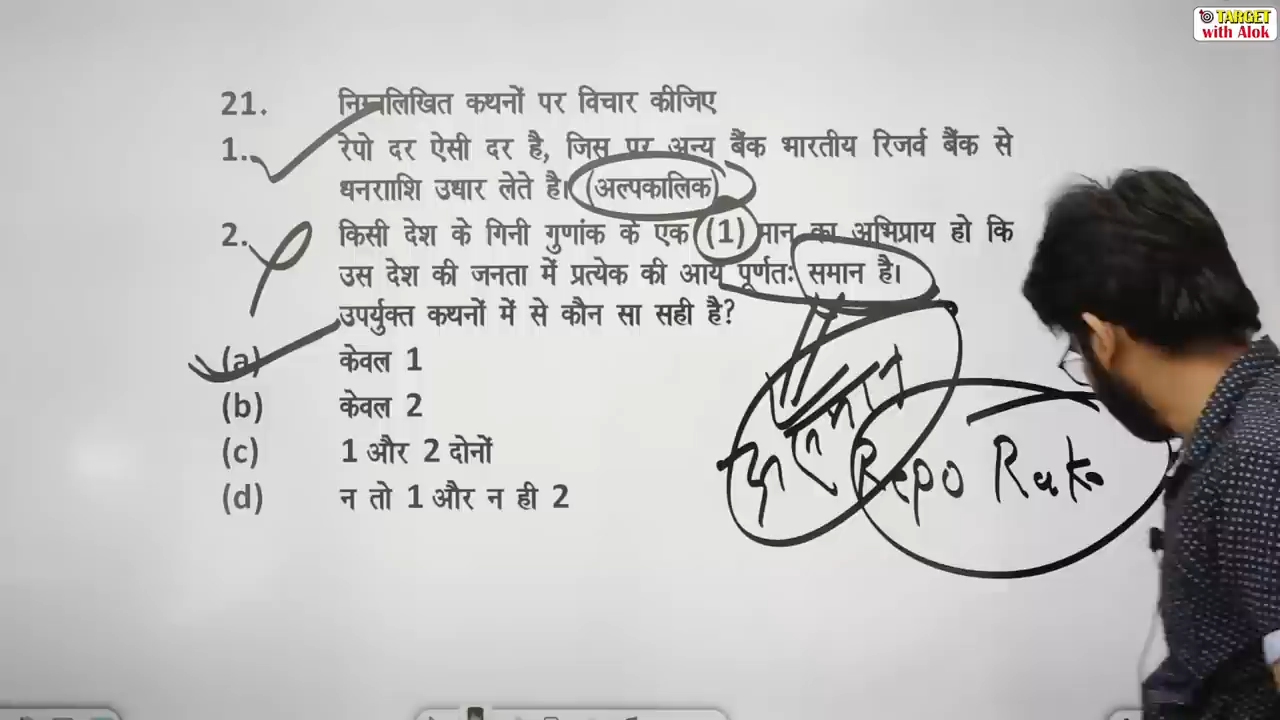 TARGET
with Alok
21. निम्नलिखित कथनों पर विचार कीजिए
1. रेपो दर ऐसी दर है, जिस पर अन्य बैंक भारतीय रिजर्व बैंक से
धनरााशि उधार लेते है। (अल्पकालिक)
2. किसी देश के गिनी गुणांक के एक (1) मान का अभिप्राय हो कि
उस देश की जनता में प्रत्येक की आय पूर्णतः समान है।
उपर्युक्त कथनों में से कौन सा सही है?
(a) केवल 1
(b) केवल 2
(c) 1 और 2 दोनों
(d) न तो 1 और न ही 2
Repo Rate